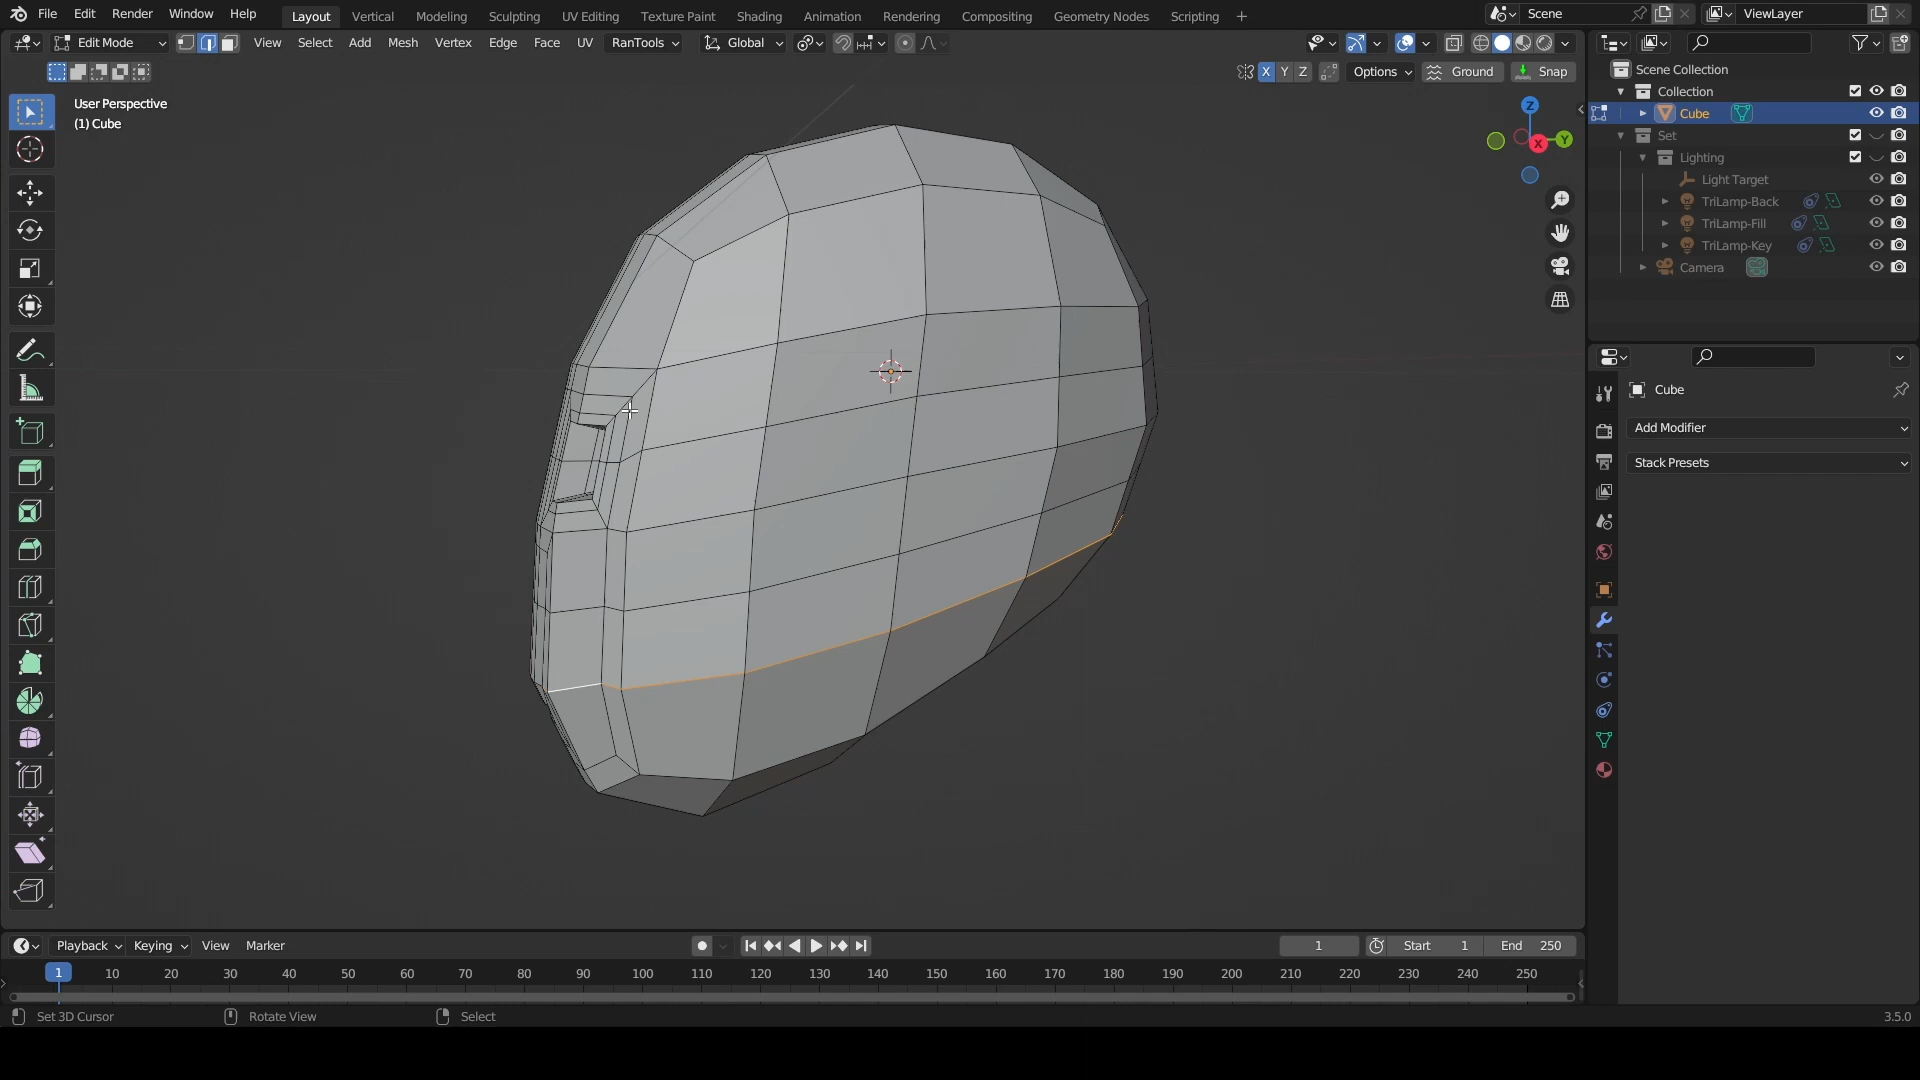 File Edit Render Window Help Layout Vertical Modeling Sculpting UV Editing Texture Paint Shading Animation Rendering Compositing Geometry Nodes Scripting + Scene ViewLayer
Edit Mode View Select Add Mesh Vertex Edge Face UV RanTools Global
X Y Z Options Ground Snap
User Perspective
(1) Cube
Z
Y
X
Scene Collection
Collection
Cube
Set
Lighting
Light Target
TriLamp-Back
TriLamp-Fill
TriLamp-Key
Camera
Cube
Add Modifier
Stack Presets
Playback Keying View Marker 1 Start 1 End 250
1 10 20 30 40 50 60 70 80 90 100 110 120 130 140 150 160 170 180 190 200 210 220 230 240 250
Set 3D Cursor Rotate View Select 3.5.0